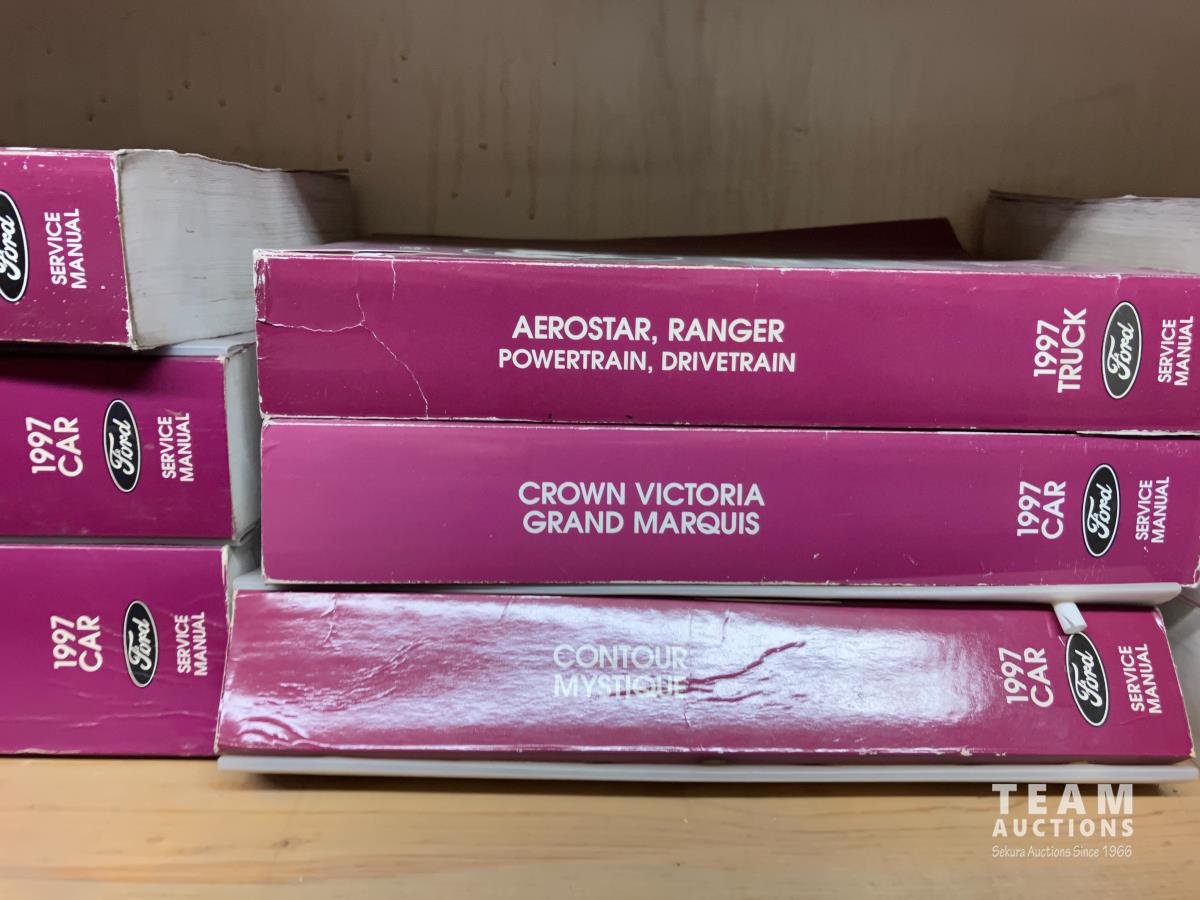 Ford
SERVICE
MANUAL
1997
CAR
Ford
SERVICE
MANUAL
1997
CAR
Ford
SERVICE
MANUAL
AEROSTAR, RANGER
POWERTRAIN, DRIVETRAIN
1997
TRUCK
Ford
SERVICE
MANUAL
CROWN VICTORIA
GRAND MARQUIS
1997
CAR
Ford
SERVICE
MANUAL
CONTOUR
MYSTIQUE
1997
CAR
Ford
SERVICE
MANUAL
TEAM
AUCTIONS
Sekura Auctions Since 1966